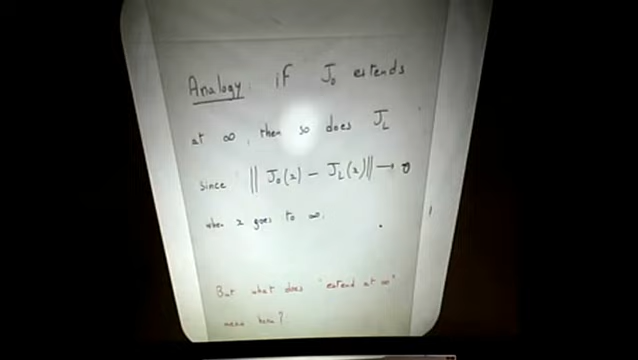 Analogy: if J₀ extends
at ∞, then so does J_L
since ‖ J₀(z) - J_L(z) ‖ → 0
when z goes to ∞.
But what does "extend at ∞"
mean here?